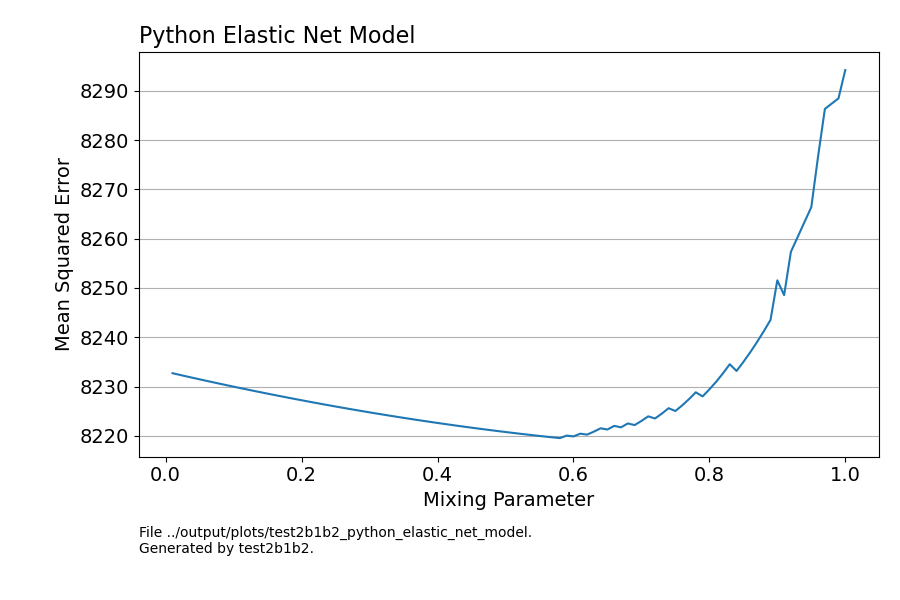 Python Elastic Net Model
8290
8280
8270
8260
8250
8240
8230
8220
Mean Squared Error
0.0 0.2 0.4 0.6 0.8 1.0
Mixing Parameter
File ../output/plots/test2b1b2_python_elastic_net_model.
Generated by test2b1b2.